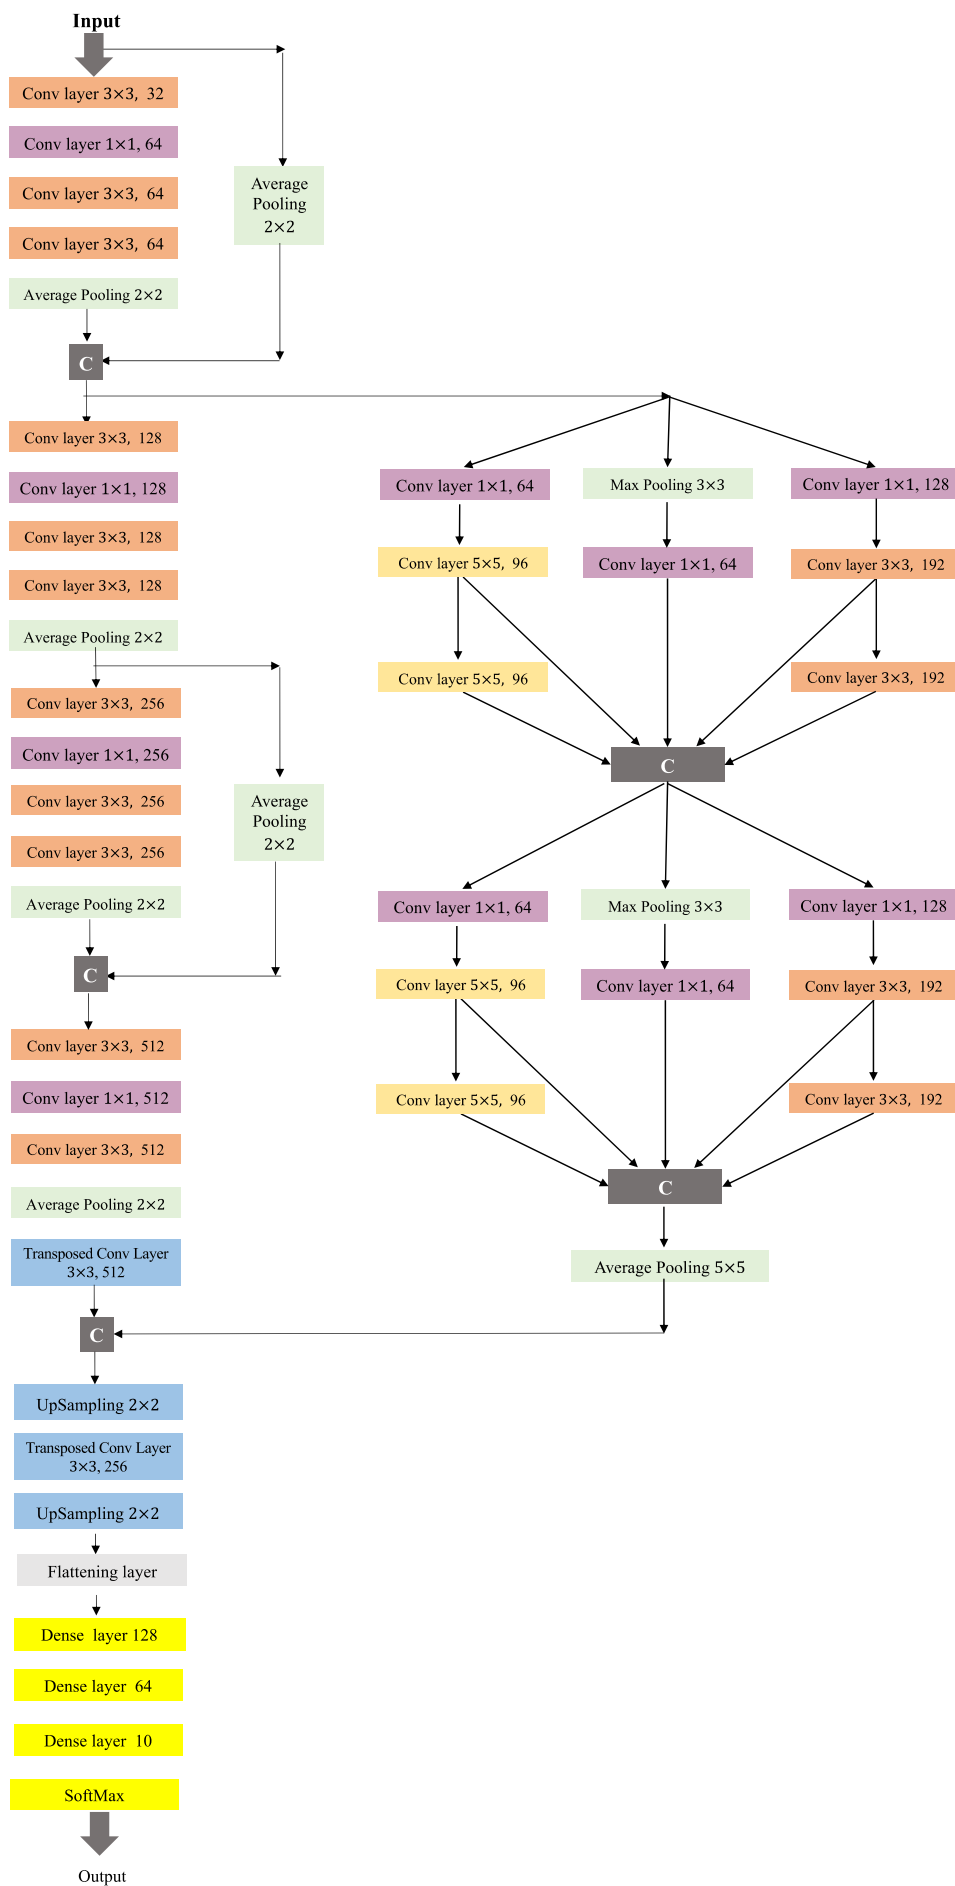 Input
Conv layer 3×3, 32
Conv layer 1×1, 64
Conv layer 3×3, 64
Conv layer 3×3, 64
Average Pooling 2×2
Average
Pooling
2×2
C
Conv layer 3×3, 128
Conv layer 1×1, 128
Conv layer 3×3, 128
Conv layer 3×3, 128
Average Pooling 2×2
Conv layer 3×3, 256
Conv layer 1×1, 256
Conv layer 3×3, 256
Conv layer 3×3, 256
Average Pooling 2×2
Average
Pooling
2×2
C
Conv layer 3×3, 512
Conv layer 1×1, 512
Conv layer 3×3, 512
Average Pooling 2×2
Transposed Conv Layer
3×3, 512
Conv layer 1×1, 64
Max Pooling 3×3
Conv layer 1×1, 128
Conv layer 5×5, 96
Conv layer 1×1, 64
Conv layer 3×3, 192
Conv layer 5×5, 96
Conv layer 3×3, 192
C
Conv layer 1×1, 64
Max Pooling 3×3
Conv layer 1×1, 128
Conv layer 5×5, 96
Conv layer 1×1, 64
Conv layer 3×3, 192
Conv layer 5×5, 96
Conv layer 3×3, 192
C
Average Pooling 5×5
C
UpSampling 2×2
Transposed Conv Layer
3×3, 256
UpSampling 2×2
Flattening layer
Dense layer 128
Dense layer 64
Dense layer 10
SoftMax
Output